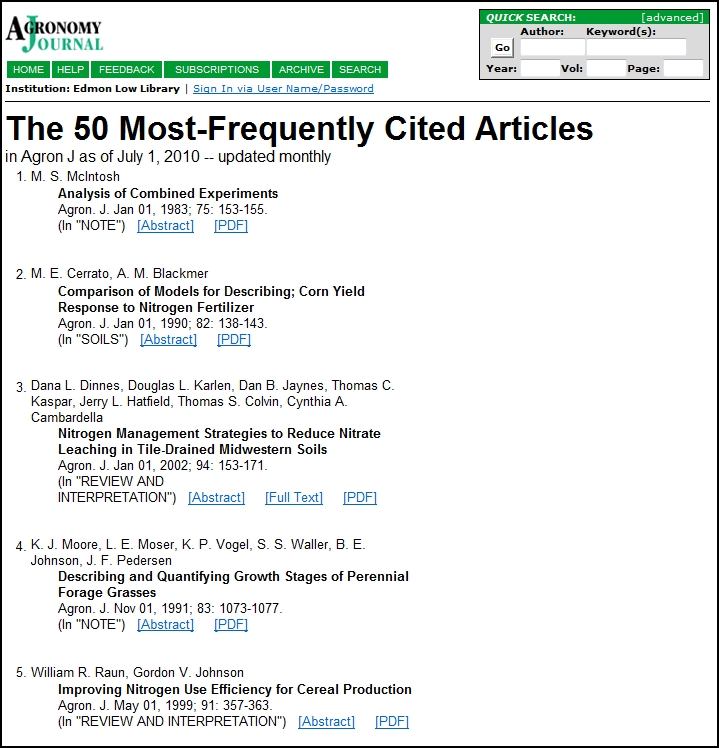 AGRONOMY
JOURNAL
QUICK SEARCH: [advanced]
Author: Keyword(s):
Go
Year: Vol: Page:
HOME HELP FEEDBACK SUBSCRIPTIONS ARCHIVE SEARCH
Institution: Edmon Low Library | Sign In via User Name/Password
The 50 Most-Frequently Cited Articles
in Agron J as of July 1, 2010 -- updated monthly
1. M. S. McIntosh
Analysis of Combined Experiments
Agron. J. Jan 01, 1983; 75: 153-155.
(In "NOTE") [Abstract] [PDF]
2. M. E. Cerrato, A. M. Blackmer
Comparison of Models for Describing; Corn Yield
Response to Nitrogen Fertilizer
Agron. J. Jan 01, 1990; 82: 138-143.
(In "SOILS") [Abstract] [PDF]
3. Dana L. Dinnes, Douglas L. Karlen, Dan B. Jaynes, Thomas C.
Kaspar, Jerry L. Hatfield, Thomas S. Colvin, Cynthia A.
Cambardella
Nitrogen Management Strategies to Reduce Nitrate
Leaching in Tile-Drained Midwestern Soils
Agron. J. Jan 01, 2002; 94: 153-171.
(In "REVIEW AND
INTERPRETATION") [Abstract] [Full Text] [PDF]
4. K. J. Moore, L. E. Moser, K. P. Vogel, S. S. Waller, B. E.
Johnson, J. F. Pedersen
Describing and Quantifying Growth Stages of Perennial
Forage Grasses
Agron. J. Nov 01, 1991; 83: 1073-1077.
(In "NOTE") [Abstract] [PDF]
5. William R. Raun, Gordon V. Johnson
Improving Nitrogen Use Efficiency for Cereal Production
Agron. J. May 01, 1999; 91: 357-363.
(In "REVIEW AND INTERPRETATION") [Abstract] [PDF]